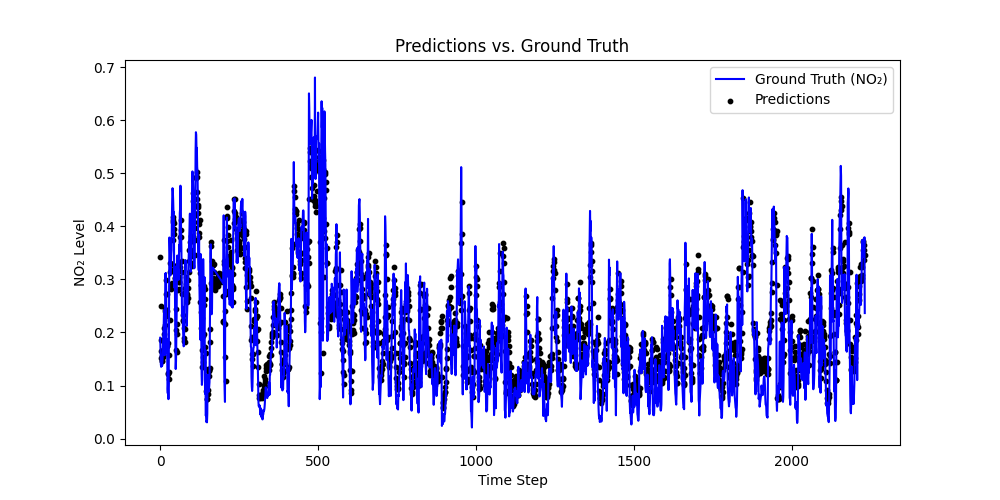 Predictions vs. Ground Truth
Ground Truth (NO₂)
Predictions
NO₂ Level
0.7
0.6
0.5
0.4
0.3
0.2
0.1
0.0
0
500
1000
1500
2000
Time Step